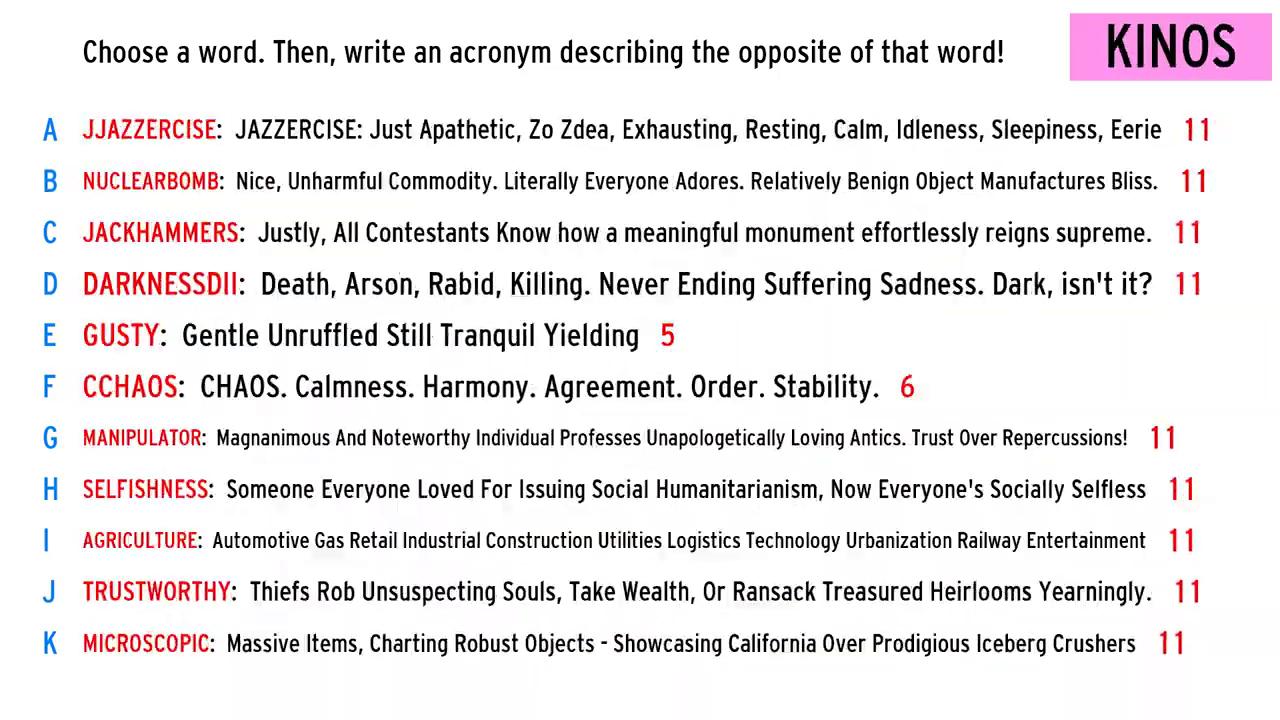 Choose a word. Then, write an acronym describing the opposite of that word!
KINOS
A JJAZZERCISE: JAZZERCISE: Just Apathetic, Zo Zdea, Exhausting, Resting, Calm, Idleness, Sleepiness, Eerie 11
B NUCLEARBOMB: Nice, Unharmful Commodity. Literally Everyone Adores. Relatively Benign Object Manufactures Bliss. 11
C JACKHAMMERS: Justly, All Contestants Know how a meaningful monument effortlessly reigns supreme. 11
D DARKNESSDII: Death, Arson, Rabid, Killing. Never Ending Suffering Sadness. Dark, isn't it? 11
E GUSTY: Gentle Unruffled Still Tranquil Yielding 5
F CCHAOS: CHAOS. Calmness. Harmony. Agreement. Order. Stability. 6
G MANIPULATOR: Magnanimous And Noteworthy Individual Professes Unapologetically Loving Antics. Trust Over Repercussions! 11
H SELFISHNESS: Someone Everyone Loved For Issuing Social Humanitarianism, Now Everyone's Socially Selfless 11
I AGRICULTURE: Automotive Gas Retail Industrial Construction Utilities Logistics Technology Urbanization Railway Entertainment 11
J TRUSTWORTHY: Thiefs Rob Unsuspecting Souls, Take Wealth, Or Ransack Treasured Heirlooms Yearningly. 11
K MICROSCOPIC: Massive Items, Charting Robust Objects - Showcasing California Over Prodigious Iceberg Crushers 11